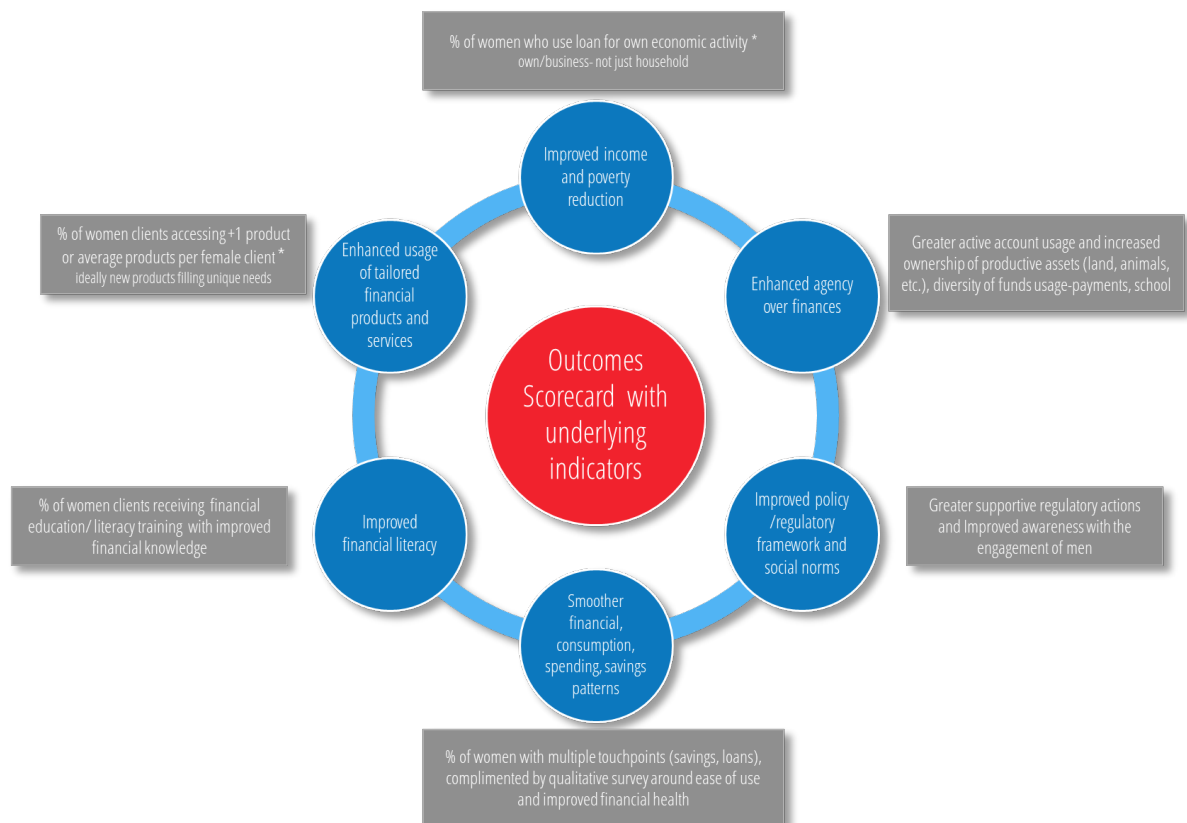 % of women who use loan for own economic activity *
own/business- not just household
Improved income
and poverty
reduction
% of women clients accessing +1 product
or average products per female client *
ideally new products filling unique needs
Enhanced usage
of tailored
financial
products and
services
Enhanced agency
over finances
Greater active account usage and increased
ownership of productive assets (land, animals,
etc.), diversity of funds usage-payments, school
Outcomes
Scorecard with
underlying
indicators
% of women clients receiving financial
education/ literacy training with improved
financial knowledge
Improved
financial literacy
Improved policy
/regulatory
framework and
social norms
Greater supportive regulatory actions
and Improved awareness with the
engagement of men
Smoother
financial,
consumption,
spending, savings
patterns
% of women with multiple touchpoints (savings, loans),
complimented by qualitative survey around ease of use
and improved financial health